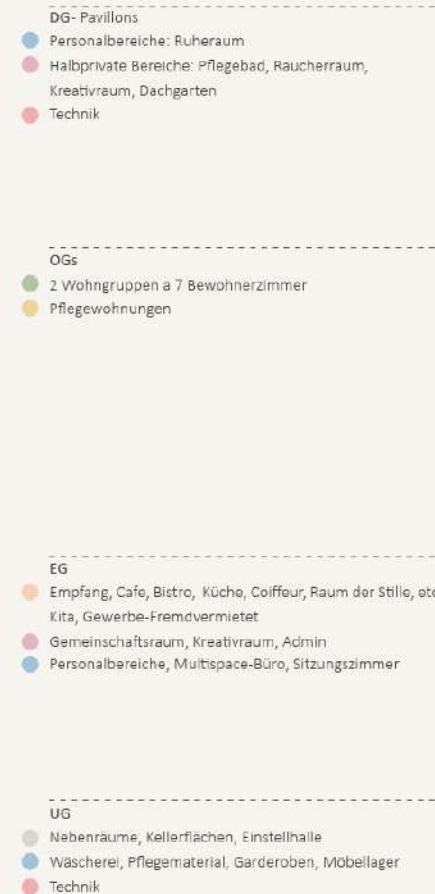 DG- Pavillons
Personalbereiche: Ruheraum
Halbprivate Bereiche: Pflegebad, Raucherraum,
Kreativraum, Dachgarten
Technik
OGs
2 Wohngruppen a 7 Bewohnerzimmer
Pflegewohnungen
EG
Empfang, Cafe, Bistro, Küche, Coiffeur, Raum der Stille, etc
Kita, Gewerbe-Fremdvermietet
Gemeinschaftsraum, Kreativraum, Admin
Personalbereiche, Multispace-Büro, Sitzungszimmer
UG
Nebenräume, Kellerflächen, Einstellhalle
Wäscherei, Pflegematerial, Garderoben, Möbellager
Technik